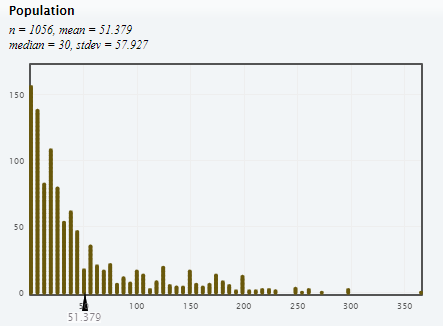 Population
n = 1056, mean = 51.379
median = 30, stdev = 57.927
150
100
50
0
50 100 150 200 250 300 350
51.379